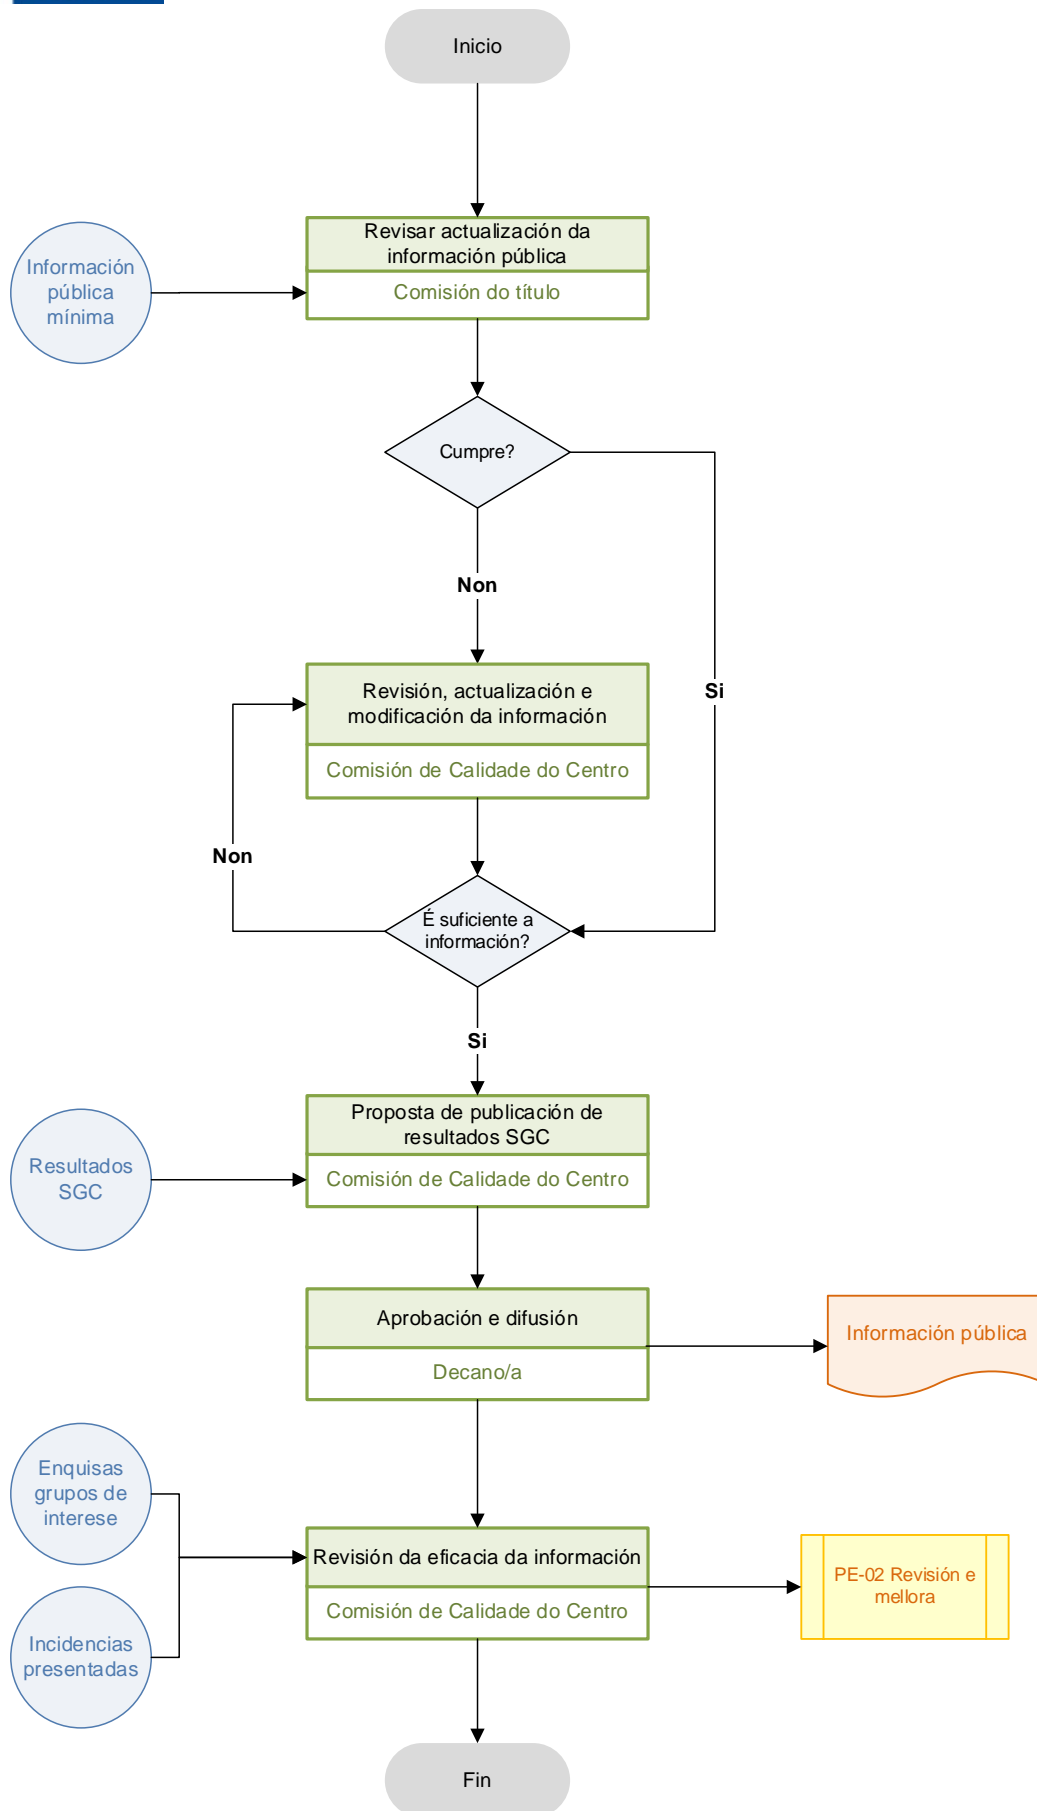 Inicio
Revisar actualización da
información pública
Comisión do título
Información
pública
mínima
Cumpre?
Non
Si
Revisión, actualización e
modificación da información
Comisión de Calidade do Centro
Non
É suficiente a
información?
Si
Proposta de publicación de
resultados SGC
Comisión de Calidade do Centro
Resultados
SGC
Aprobación e difusión
Decano/a
Información pública
Enquisas
grupos de
interese
Revisión da eficacia da información
Comisión de Calidade do Centro
PE-02 Revisión e
mellora
Incidencias
presentadas
Fin